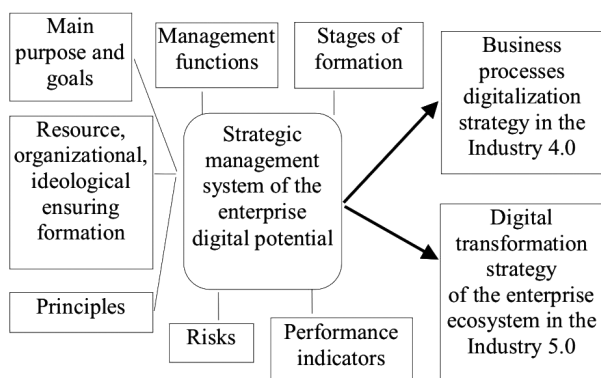 Main
purpose and
goals
Management
functions
Stages of
formation
Business
processes
digitalization
strategy in the
Industry 4.0
Resource,
organizational,
ideological
ensuring
formation
Strategic
management
system of the
enterprise
digital potential
Digital
transformation
strategy
of the enterprise
ecosystem in the
Industry 5.0
Principles
Risks
Performance
indicators